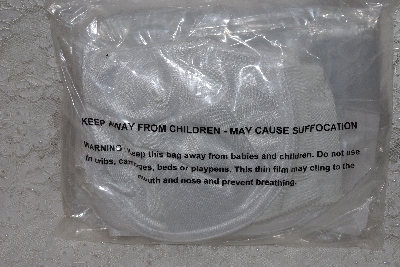 KEEP AWAY FROM CHILDREN - MAY CAUSE SUFFOCATION
WARNING: Keep this bag away from babies and children. Do not use
in cribs, carriages, beds or playpens. This thin film may cling to the
mouth and nose and prevent breathing.